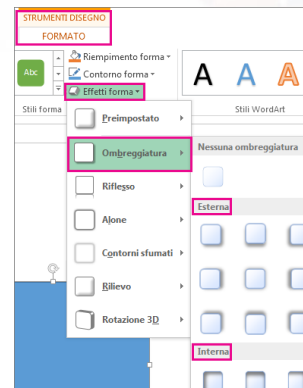 STRUMENTI DISEGNO
FORMATO
Abc
Riempimento forma
Contorno forma
Effetti forma
A A A
Stili forma
Stili WordArt
Preimpostato
Ombreggiatura
Nessuna ombreggiatura
Riflesso
Esterna
Alone
Contorni sfumati
Rilievo
Rotazione 3D
Interna